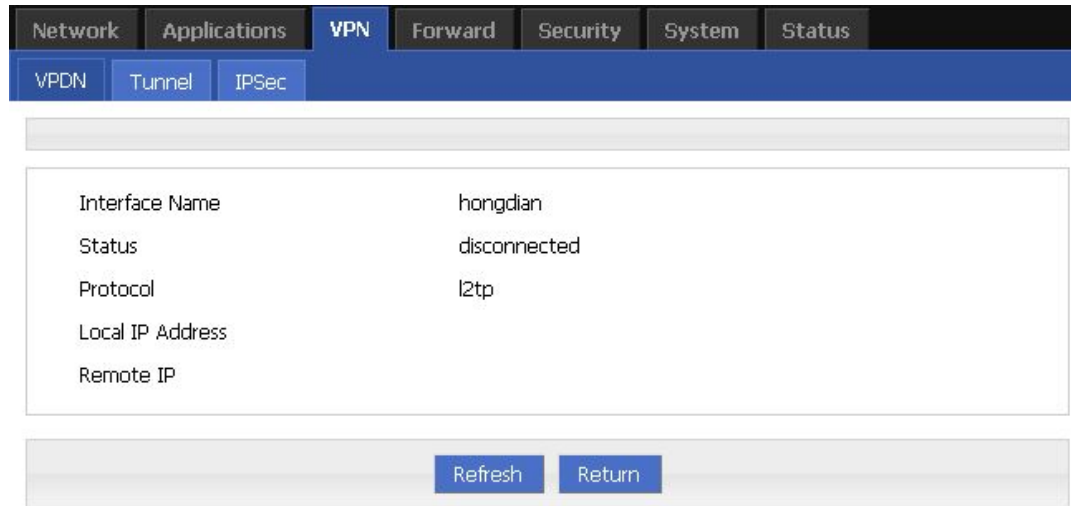 Network Applications VPN Forward Security System Status
VPDN Tunnel IPSec
Interface Name hongdian
Status disconnected
Protocol l2tp
Local IP Address
Remote IP
Refresh Return